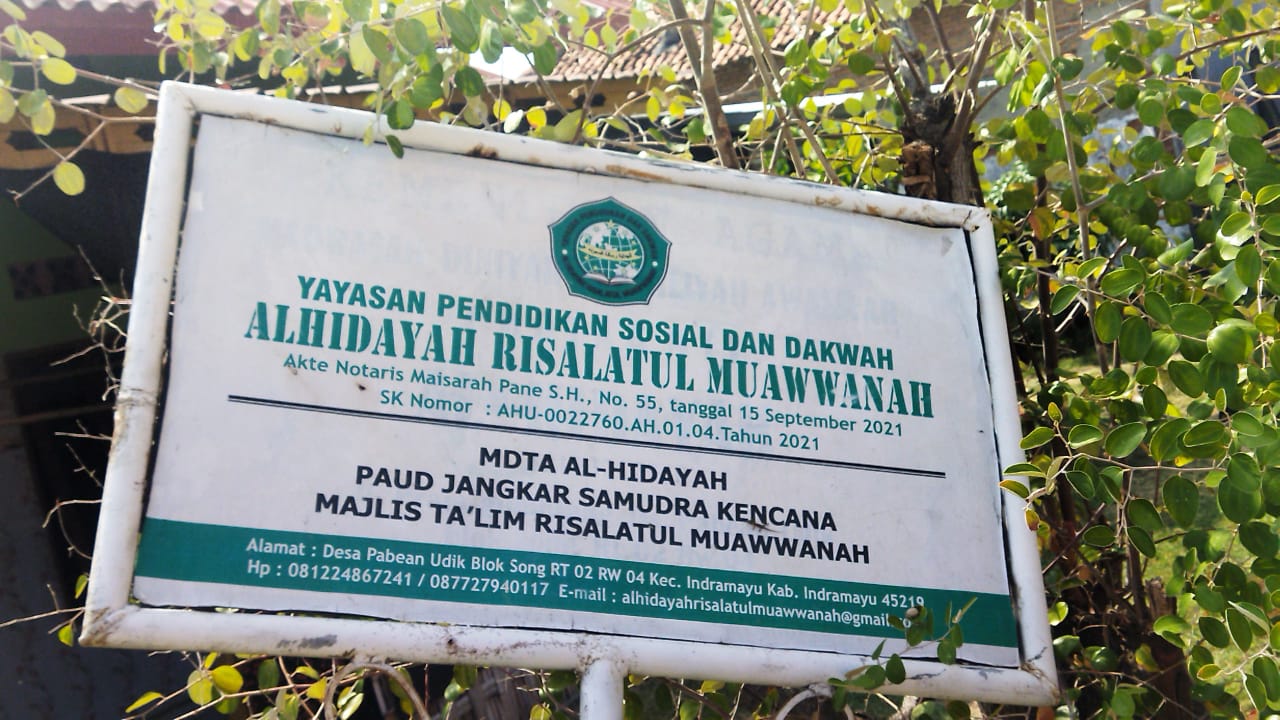 YAYASAN PENDIDIKAN SOSIAL DAN DAKWAH
ALHIDAYAH RISALATUL MUAWWANAH
Akte Notaris Maisarah Pane S.H., No. 55, tanggal 15 September 2021
SK Nomor : AHU-0022760.AH.01.04.Tahun 2021
MDTA AL-HIDAYAH
PAUD JANGKAR SAMUDRA KENCANA
MAJLIS TA'LIM RISALATUL MUAWWANAH
Alamat : Desa Pabean Udik Blok Song RT 02 RW 04 Kec. Indramayu Kab. Indramayu 45219
Hp : 081224867241 / 087727940117 E-mail : alhidayahrisalatulmuawwanah@gmail